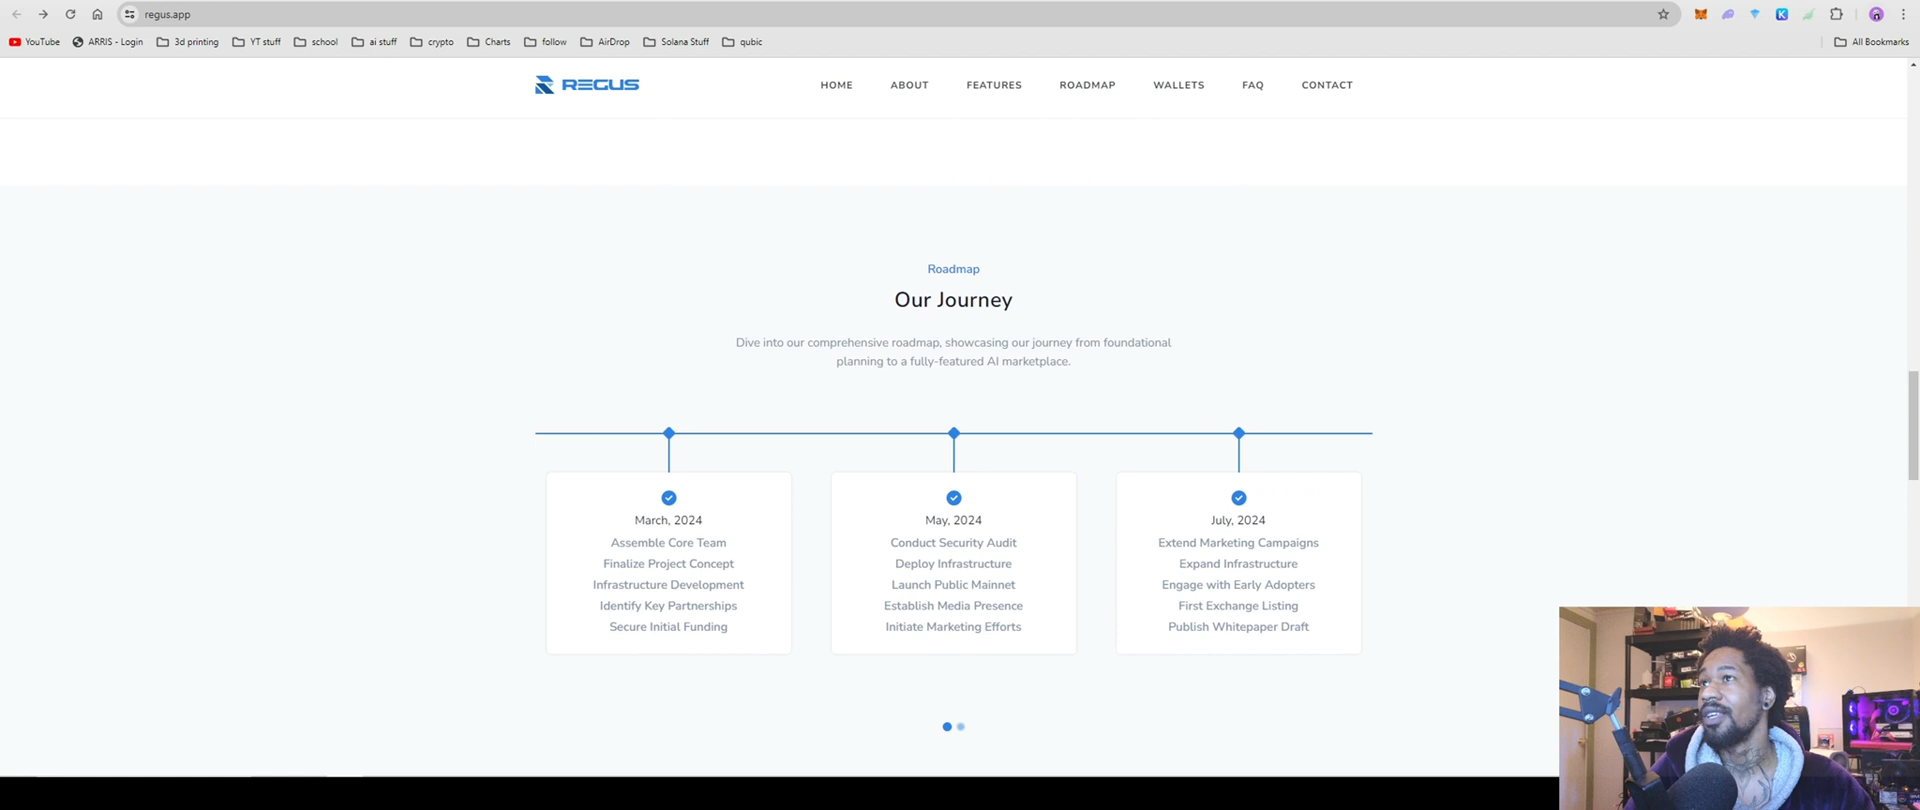 regus.app
YouTube ARRIS - Login 3d printing YT stuff school ai stuff crypto Charts follow AirDrop Solana Stuff qubic All Bookmarks
REGUS HOME ABOUT FEATURES ROADMAP WALLETS FAQ CONTACT
Roadmap
Our Journey
Dive into our comprehensive roadmap, showcasing our journey from foundational
planning to a fully-featured AI marketplace.
March, 2024
Assemble Core Team
Finalize Project Concept
Infrastructure Development
Identify Key Partnerships
Secure Initial Funding
May, 2024
Conduct Security Audit
Deploy Infrastructure
Launch Public Mainnet
Establish Media Presence
Initiate Marketing Efforts
July, 2024
Extend Marketing Campaigns
Expand Infrastructure
Engage with Early Adopters
First Exchange Listing
Publish Whitepaper Draft